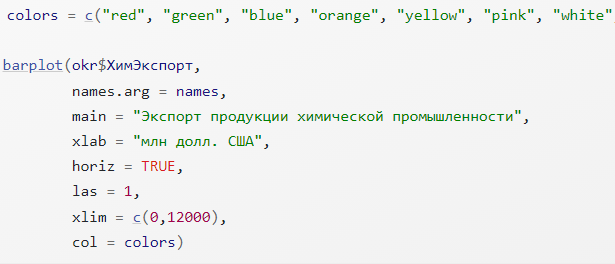 colors = c("red", "green", "blue", "orange", "yellow", "pink", "white",
barplot(okr$ХимЭкспорт,
names.arg = names,
main = "Экспорт продукции химической промышленности",
xlab = "млн долл. США",
horiz = TRUE,
las = 1,
xlim = c(0,12000),
col = colors)